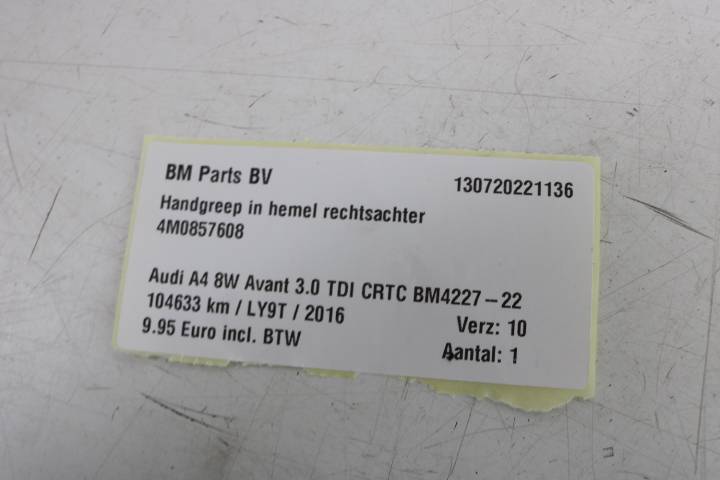 BM Parts BV 130720221136
Handgreep in hemel rechtsachter
4M0857608
Audi A4 8W Avant 3.0 TDI CRTC BM4227-22
104633 km / LY9T / 2016 Verz: 10
9.95 Euro incl. BTW Aantal: 1